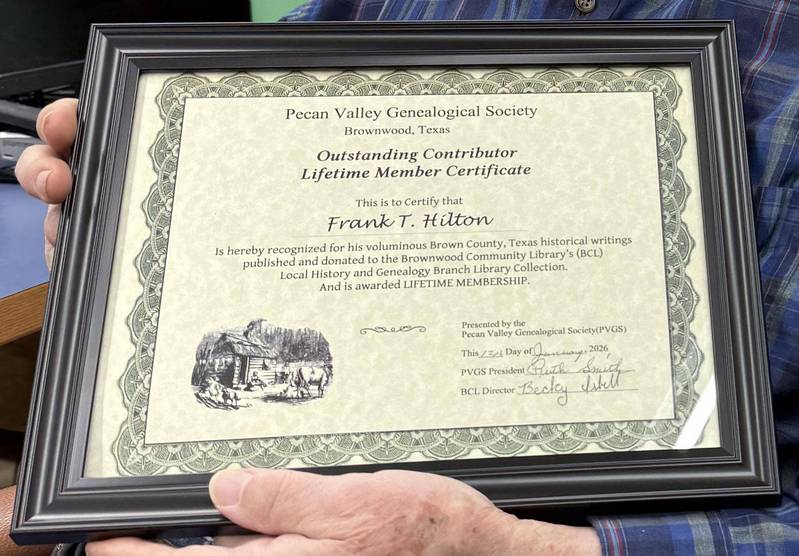 Pecan Valley Genealogical Society
Brownwood, Texas
Outstanding Contributor
Lifetime Member Certificate
This is to Certify that
Frank T. Hilton
Is hereby recognized for his voluminous Brown County, Texas historical writings
published and donated to the Brownwood Community Library's (BCL)
Local History and Genealogy Branch Library Collection.
And is awarded LIFETIME MEMBERSHIP.
Presented by the
Pecan Valley Genealogical Society(PVGS)
This 13th Day of January, 2026
PVGS President Ruth Smith
BCL Director Becky Isbell